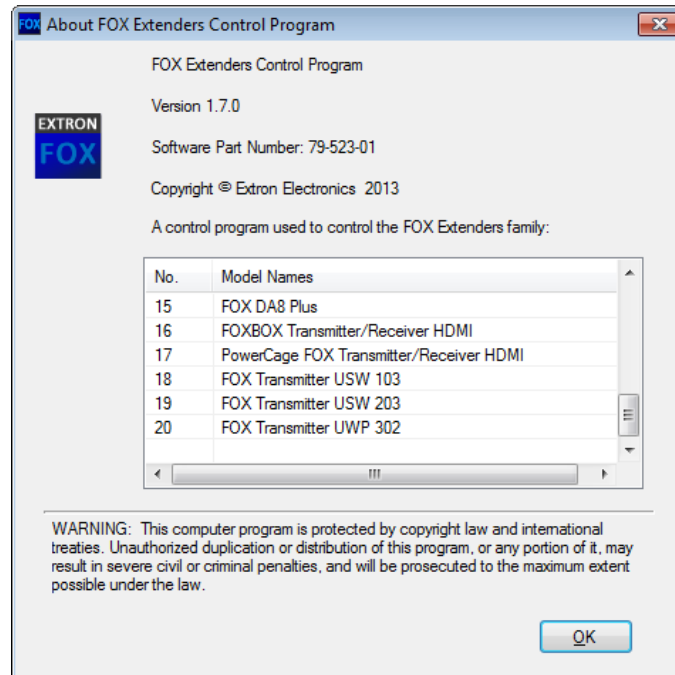 FOX About FOX Extenders Control Program
FOX Extenders Control Program
Version 1.7.0
EXTRON
FOX
Software Part Number: 79-523-01
Copyright © Extron Electronics 2013
A control program used to control the FOX Extenders family:
No. Model Names
15 FOX DA8 Plus
16 FOXBOX Transmitter/Receiver HDMI
17 PowerCage FOX Transmitter/Receiver HDMI
18 FOX Transmitter USW 103
19 FOX Transmitter USW 203
20 FOX Transmitter UWP 302
WARNING: This computer program is protected by copyright law and international
treaties. Unauthorized duplication or distribution of this program, or any portion of it, may
result in severe civil or criminal penalties, and will be prosecuted to the maximum extent
possible under the law.
OK